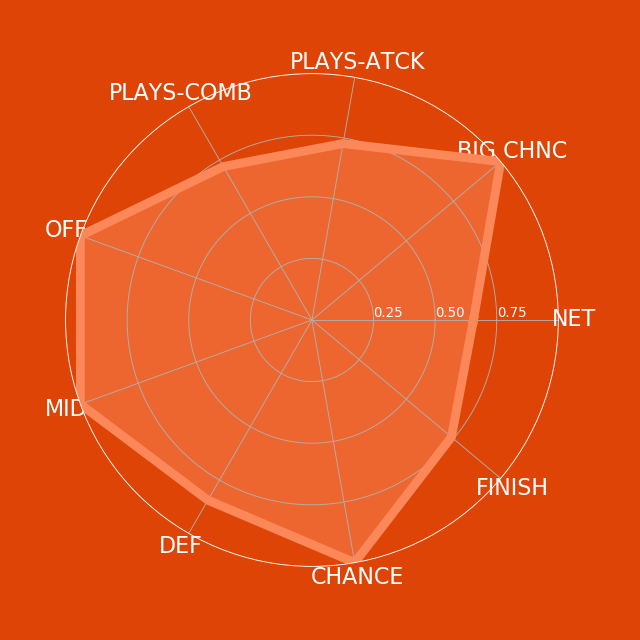 PLAYS-ATCK
PLAYS-COMB
BIG CHNC
OFF
0.25
0.50
0.75
NET
MID
FINISH
DEF
CHANCE